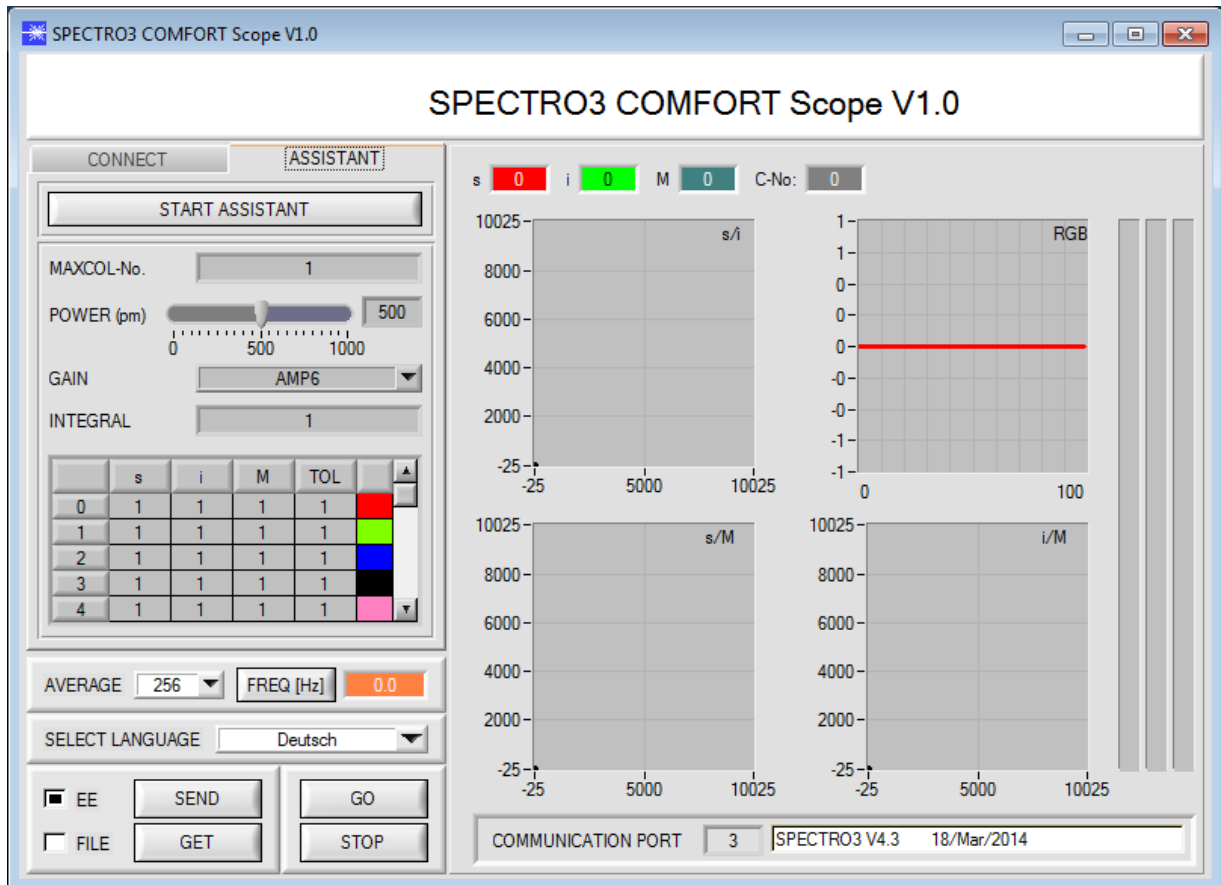 SPECTRO3 COMFORT Scope V1.0
SPECTRO3 COMFORT Scope V1.0
CONNECT ASSISTANT
START ASSISTANT
MAXCOL-No. 1
POWER (pm) 500
0 500 1000
GAIN AMP6
INTEGRAL 1
s i M TOL
0 1 1 1 1
1 1 1 1 1
2 1 1 1 1
3 1 1 1 1
4 1 1 1 1
AVERAGE 256 FREQ [Hz] 0.0
SELECT LANGUAGE Deutsch
EE SEND GO
FILE GET STOP
s 0 i 0 M 0 C-No: 0
s/i
10025
8000
6000
4000
2000
-25
-25 5000 10025
RGB
1
1
0
0
0
-0
-0
-1
-1
0 100
s/M
10025
8000
6000
4000
2000
-25
-25 5000 10025
i/M
10025
8000
6000
4000
2000
-25
-25 5000 10025
COMMUNICATION PORT 3 SPECTRO3 V4.3 18/Mar/2014